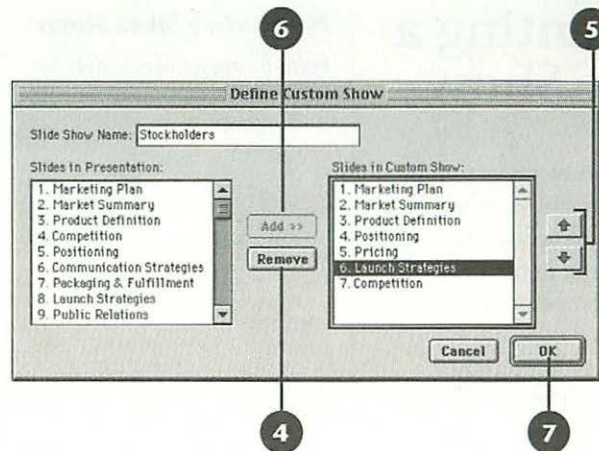 nting a
6
5
Define Custom Show
Slide Show Name: Stockholders
Slides in Presentation:
1. Marketing Plan
2. Market Summary
3. Product Definition
4. Competition
5. Positioning
6. Communication Strategies
7. Packaging & Fulfillment
8. Launch Strategies
9. Public Relations
Add >>
Remove
Slides in Custom Show:
1. Marketing Plan
2. Market Summary
3. Product Definition
4. Positioning
5. Pricing
6. Launch Strategies
7. Competition
Cancel
OK
4
7